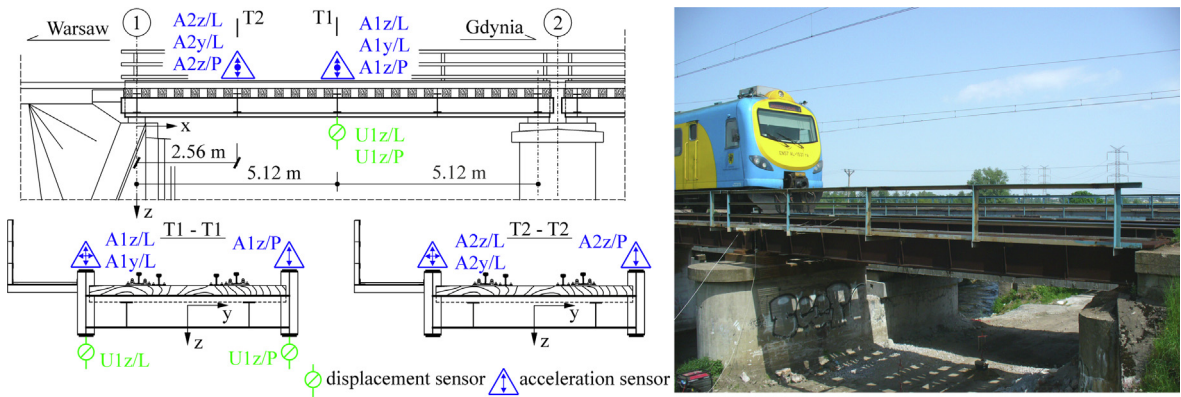 Warsaw
1
A2z/L
A2y/L
A2z/P
T2
T1
A1z/L
A1y/L
A1z/P
Gdynia
2
x
U1z/L
U1z/P
2.56 m
5.12 m
5.12 m
z
T1 - T1
A1z/L
A1y/L
A1z/P
y
z
U1z/L
U1z/P
T2 - T2
A2z/L
A2y/L
A2z/P
y
z
displacement sensor
acceleration sensor